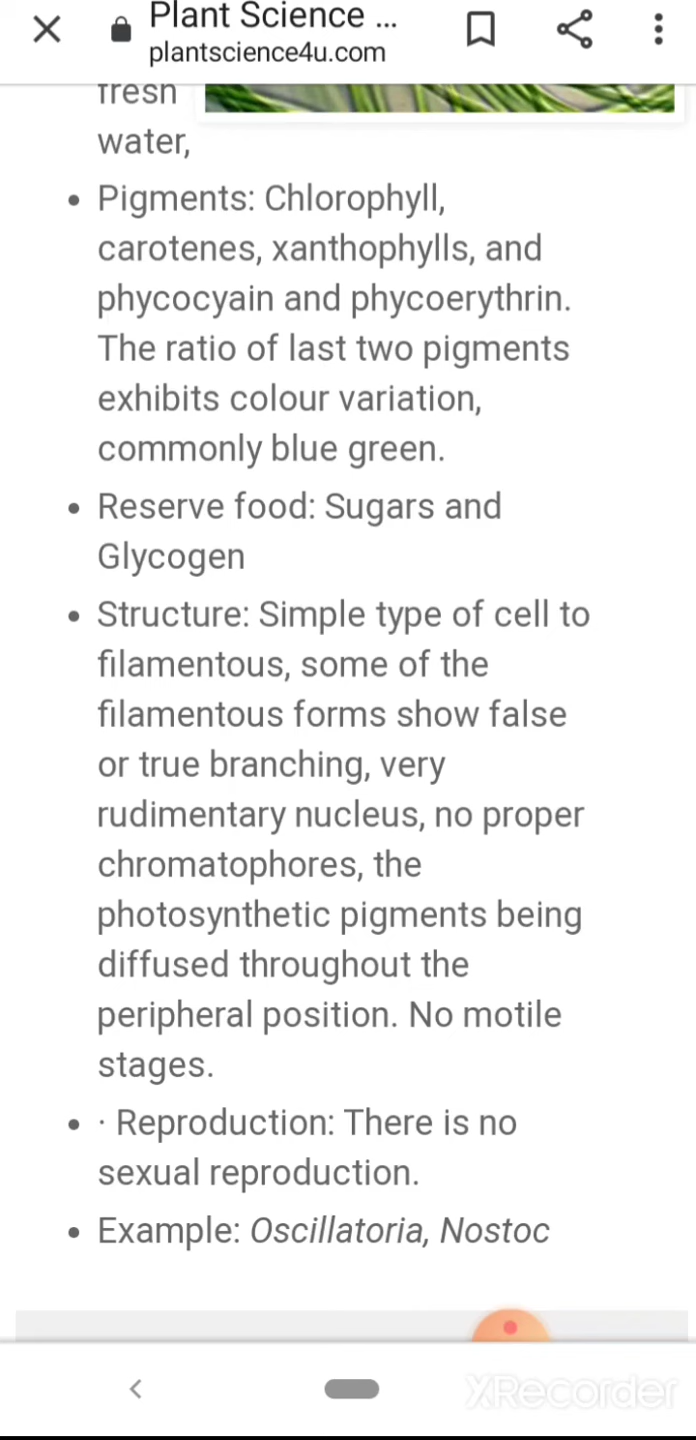 Plant Science ...
plantscience4u.com
fresh
water,
• Pigments: Chlorophyll,
carotenes, xanthophylls, and
phycocyain and phycoerythrin.
The ratio of last two pigments
exhibits colour variation,
commonly blue green.
• Reserve food: Sugars and
Glycogen
• Structure: Simple type of cell to
filamentous, some of the
filamentous forms show false
or true branching, very
rudimentary nucleus, no proper
chromatophores, the
photosynthetic pigments being
diffused throughout the
peripheral position. No motile
stages.
• · Reproduction: There is no
sexual reproduction.
• Example: Oscillatoria, Nostoc
XRecorder